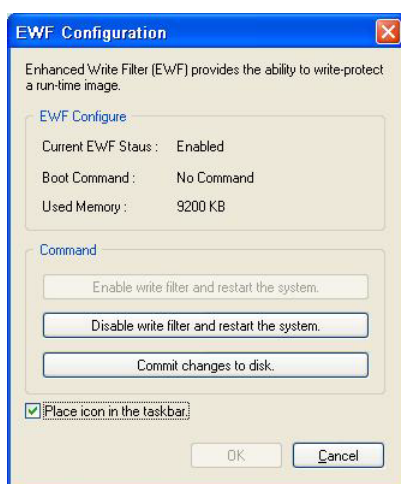 EWF Configuration
Enhanced Write Filter (EWF) provides the ability to write-protect
a run-time image.
EWF Configure
Current EWF Staus : Enabled
Boot Command : No Command
Used Memory : 9200 KB
Command
Enable write filter and restart the system.
Disable write filter and restart the system.
Commit changes to disk.
Place icon in the taskbar.
OK Cancel